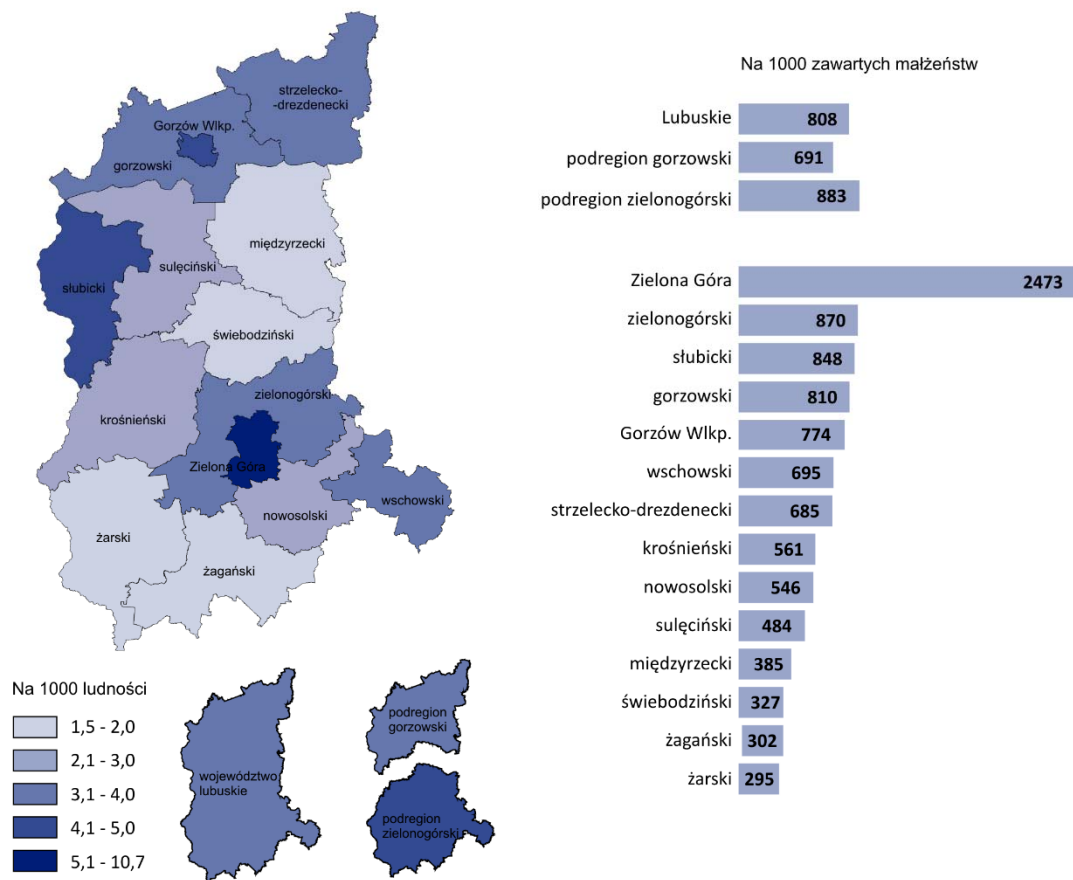 strzelecko-
-drezdenecki
Gorzów Wlkp.
gorzowski
międzyrzecki
sulęciński
słubicki
świebodziński
zielonogórski
krośnieński
Zielona Góra
wschowski
nowosolski
żarski
żagański
Na 1000 ludności
1,5 - 2,0
2,1 - 3,0
3,1 - 4,0
4,1 - 5,0
5,1 - 10,7
województwo
lubuskie
podregion
gorzowski
podregion
zielonogórski
Na 1000 zawartych małżeństw
Lubuskie 808
podregion gorzowski 691
podregion zielonogórski 883
Zielona Góra 2473
zielonogórski 870
słubicki 848
gorzowski 810
Gorzów Wlkp. 774
wschowski 695
strzelecko-drezdenecki 685
krośnieński 561
nowosolski 546
sulęciński 484
międzyrzecki 385
świebodziński 327
żagański 302
żarski 295